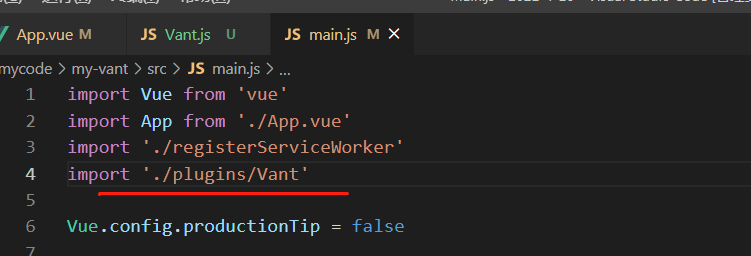 App.vue M JS Vant.js U JS main.js M ×
mycode > my-vant > src > JS main.js > ...
1 import Vue from 'vue'
2 import App from './App.vue'
3 import './registerServiceWorker'
4 import './plugins/Vant'
5
6 Vue.config.productionTip = false
7